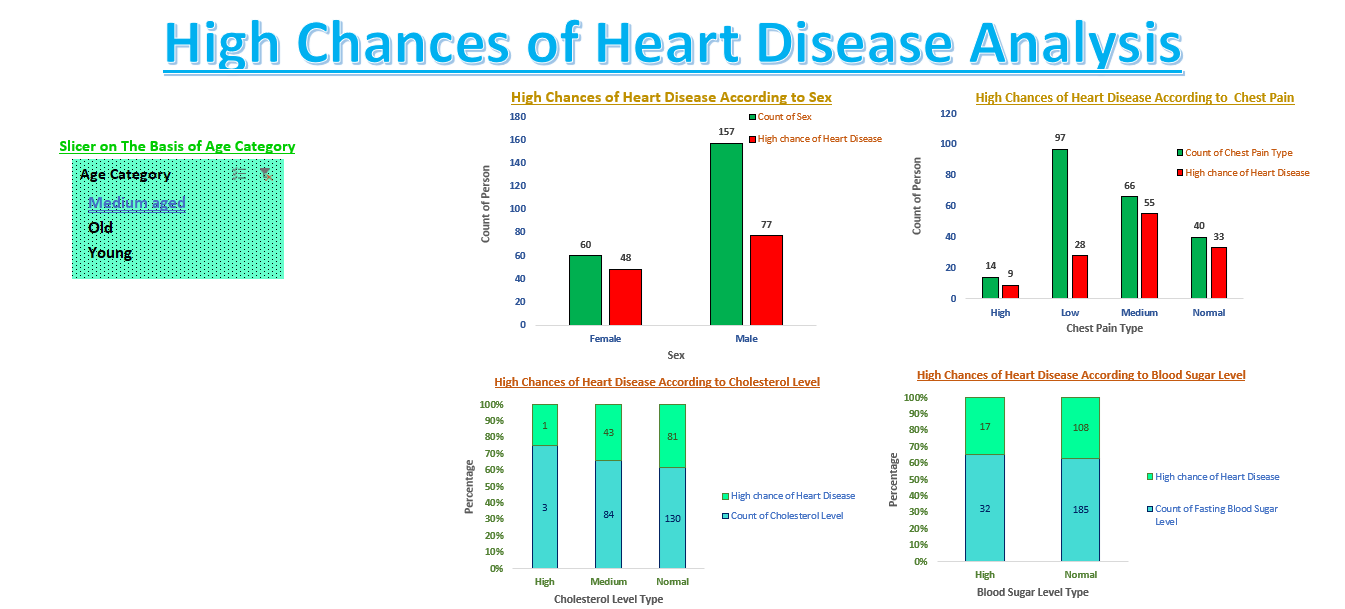 High Chances of Heart Disease Analysis
Slicer on The Basis of Age Category
Age Category
Medium aged
Old
Young
High Chances of Heart Disease According to Sex
Count of Sex
High chance of Heart Disease
Count of Person
180
160
140
120
100
80
60
40
20
0
60
48
157
77
Female
Male
Sex
High Chances of Heart Disease According to  Chest Pain
Count of Chest Pain Type
High chance of Heart Disease
Count of Person
120
100
80
60
40
20
0
14
9
97
28
66
55
40
33
High
Low
Medium
Normal
Chest Pain Type
High Chances of Heart Disease According to Cholesterol Level
Percentage
100%
90%
80%
70%
60%
50%
40%
30%
20%
10%
0%
1
43
81
3
84
130
High
Medium
Normal
Cholesterol Level Type
High chance of Heart Disease
Count of Cholesterol Level
High Chances of Heart Disease According to Blood Sugar Level
Percentage
100%
90%
80%
70%
60%
50%
40%
30%
20%
10%
0%
17
108
32
185
High
Normal
Blood Sugar Level Type
High chance of Heart Disease
Count of Fasting Blood Sugar
Level